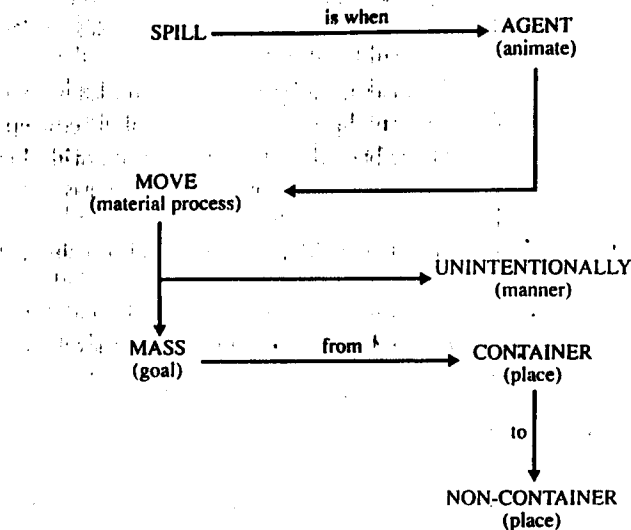 SPILL
is when
AGENT
(animate)
MOVE
(material process)
UNINTENTIONALLY
(manner)
MASS
(goal)
from
CONTAINER
(place)
to
NON-CONTAINER
(place)